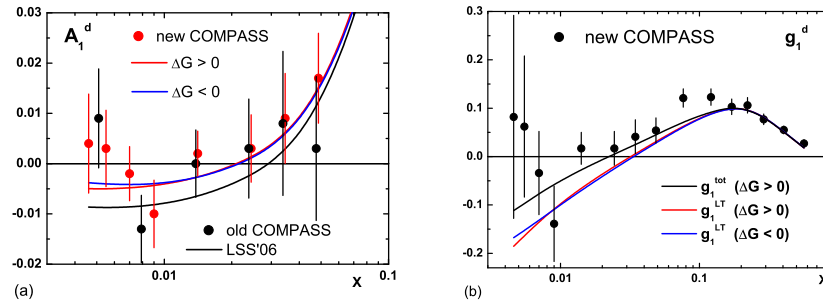 0.03
0.02
0.01
0.00
-0.01
-0.02
A₁ᵈ
new COMPASS
ΔG > 0
ΔG < 0
old COMPASS
LSS'06
0.01
0.1
X
(a)
0.3
0.2
0.1
0.0
-0.1
-0.2
new COMPASS
g₁ᵈ
g₁ᵗᵒᵗ (ΔG > 0)
g₁ᴸᵀ (ΔG > 0)
g₁ᴸᵀ (ΔG < 0)
0.01
0.1
X
(b)